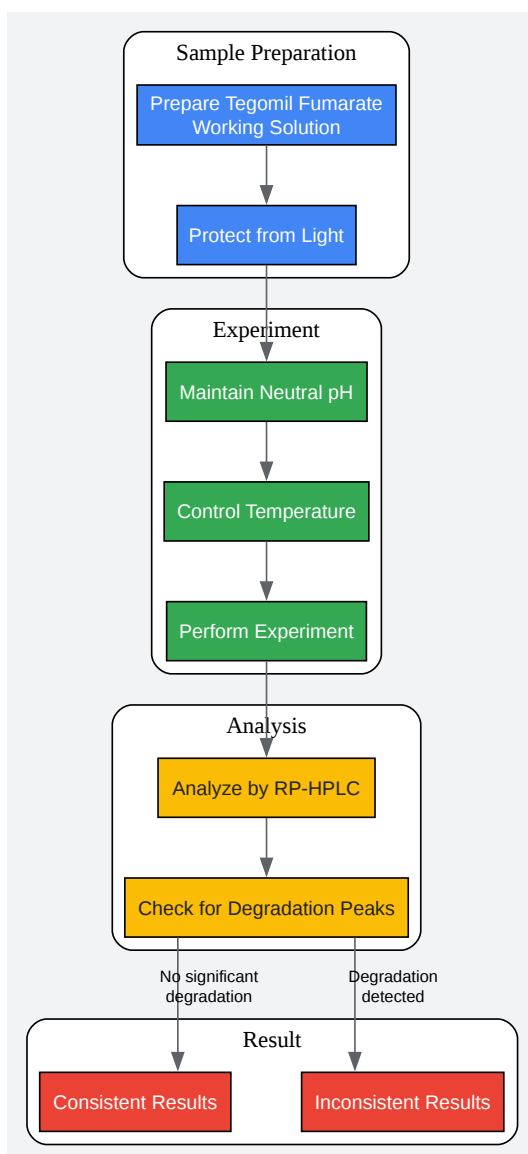 Sample Preparation
Prepare Tegomil Fumarate
Working Solution
Protect from Light
Experiment
Maintain Neutral pH
Control Temperature
Perform Experiment
Analysis
Analyze by RP-HPLC
Check for Degradation Peaks
No significant
degradation
Degradation
detected
Result
Consistent Results
Inconsistent Results